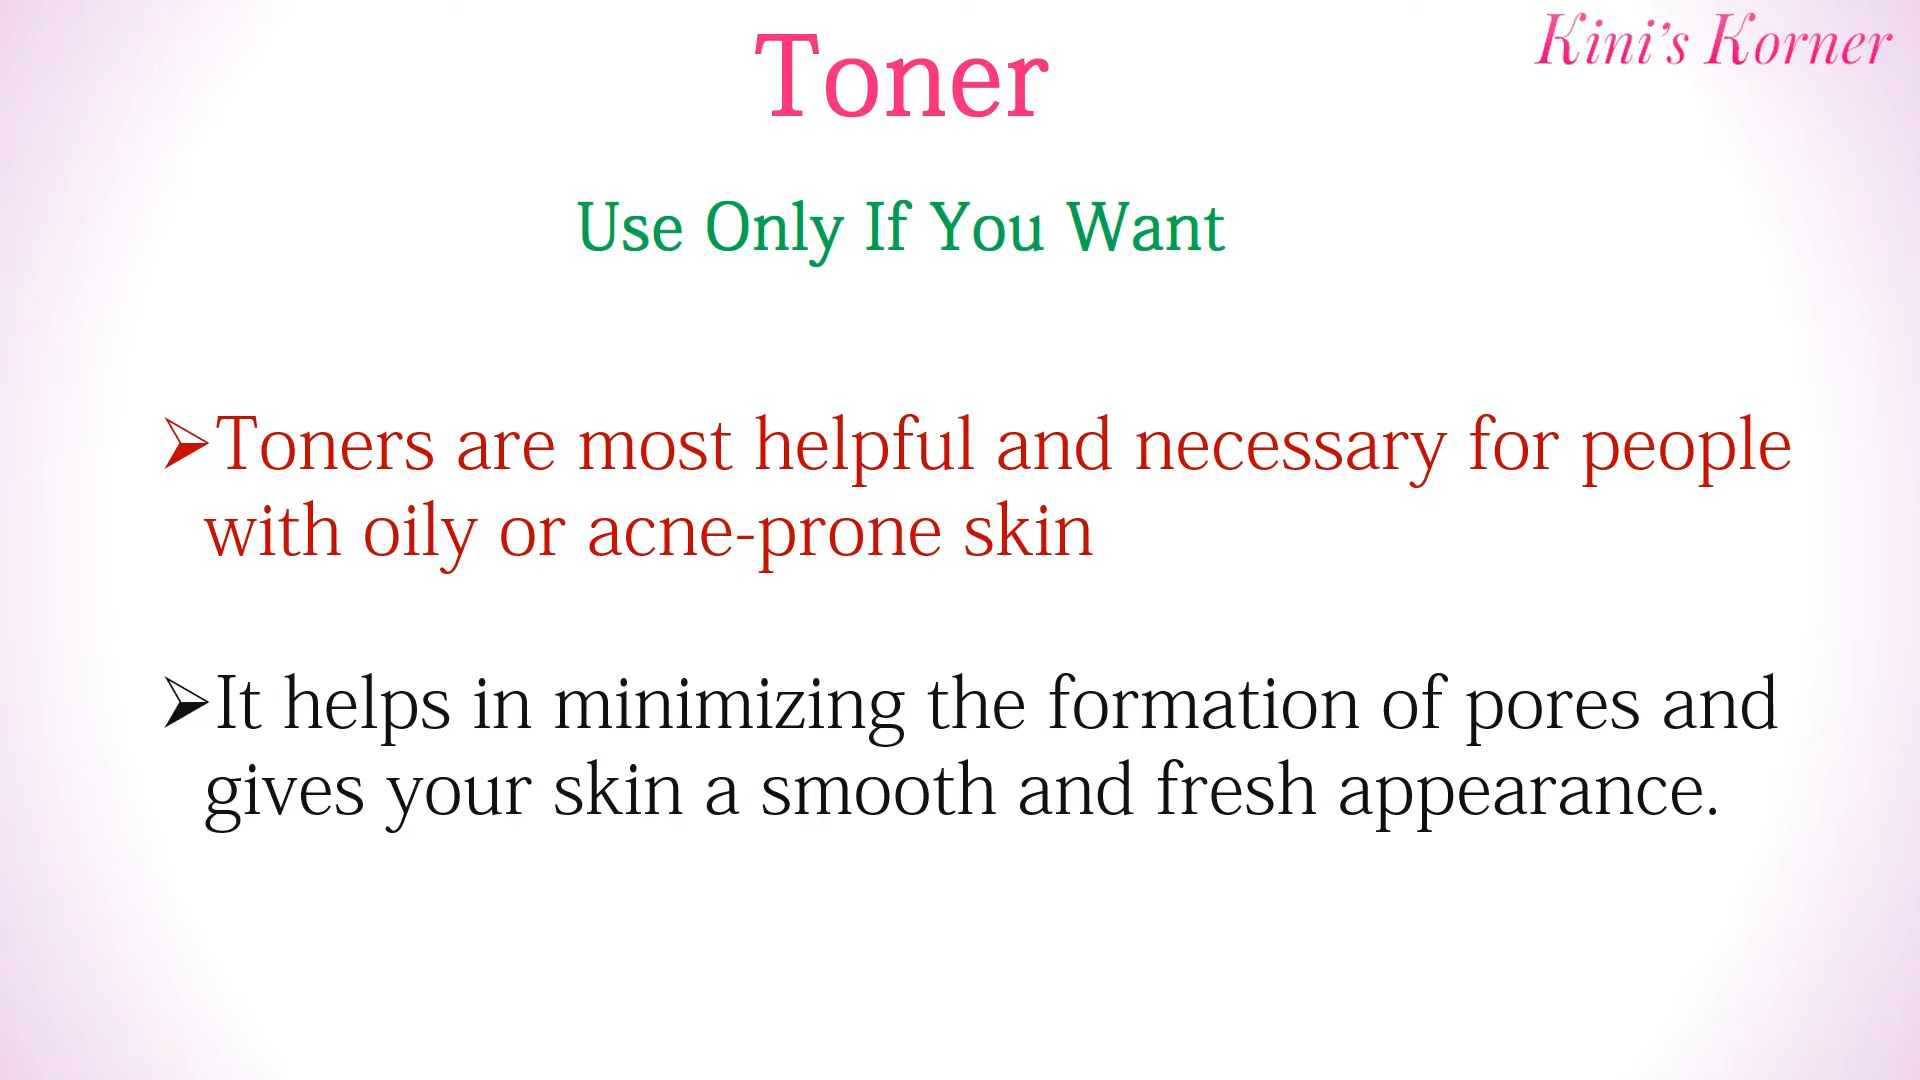 Kini's Korner
Toner
Use Only If You Want
➢Toners are most helpful and necessary for people
with oily or acne-prone skin
➢It helps in minimizing the formation of pores and
gives your skin a smooth and fresh appearance.